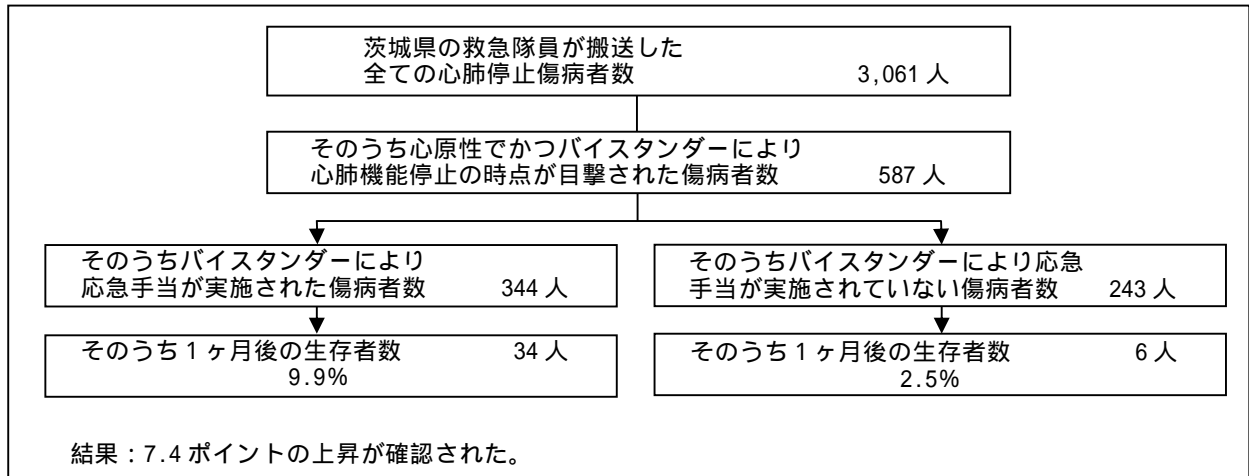 茨城県の救急隊員が搬送した
全ての心肺停止傷病者数 3,061人
そのうち心原性でかつバイスタンダーにより
心肺機能停止の時点が目撃された傷病者数 587人
そのうちバイスタンダーにより
応急手当が実施された傷病者数 344人
そのうちバイスタンダーにより応急
手当が実施されていない傷病者数 243人
そのうち1ヶ月後の生存者数 34人
9.9%
そのうち1ヶ月後の生存者数 6人
2.5%
結果：7.4ポイントの上昇が確認された。